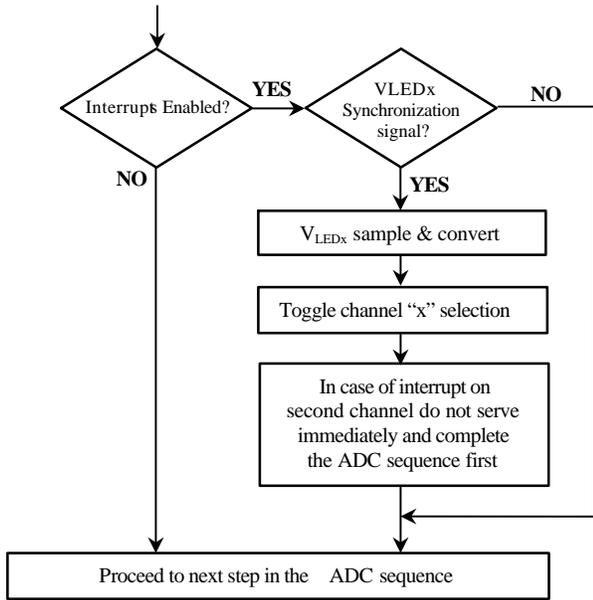 Interrupts Enabled?
YES
VLEDx
Synchronization
signal?
NO
NO
YES
VLEDx sample & convert
Toggle channel “x” selection
In case of interrupt on
second channel do not serve
immediately and complete
the ADC sequence first
Proceed to next step in the ADC sequence